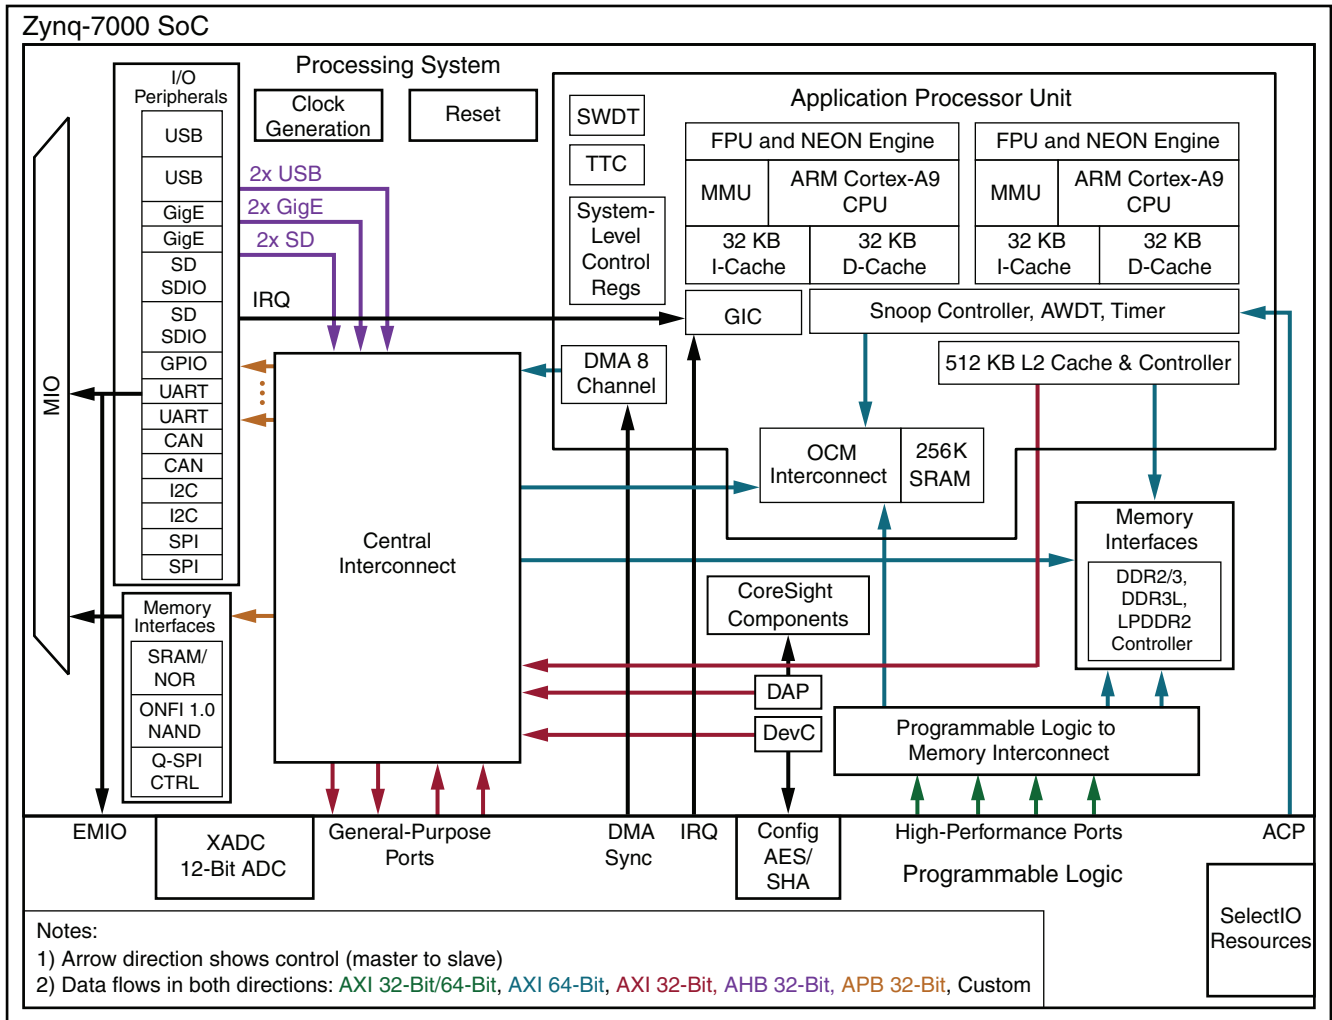 Zynq-7000 SoC
Processing System
I/O
Peripherals
USB
USB
GigE
GigE
SD
SDIO
SD
SDIO
GPIO
UART
UART
CAN
CAN
I2C
I2C
SPI
SPI
MIO
Clock
Generation
Reset
2x USB
2x GigE
2x SD
IRQ
Application Processor Unit
SWDT
TTC
System-
Level
Control
Regs
FPU and NEON Engine
MMU
ARM Cortex-A9
CPU
32 KB
I-Cache
32 KB
D-Cache
FPU and NEON Engine
MMU
ARM Cortex-A9
CPU
32 KB
I-Cache
32 KB
D-Cache
GIC
Snoop Controller, AWDT, Timer
DMA 8
Channel
512 KB L2 Cache & Controller
OCM
Interconnect
256K
SRAM
Central
Interconnect
Memory
Interfaces
DDR2/3,
DDR3L,
LPDDR2
Controller
CoreSight
Components
DAP
DevC
Programmable Logic to
Memory Interconnect
Memory
Interfaces
SRAM/
NOR
ONFI 1.0
NAND
Q-SPI
CTRL
EMIO
XADC
12-Bit ADC
General-Purpose
Ports
DMA
Sync
IRQ
Config
AES/
SHA
High-Performance Ports
ACP
Programmable Logic
SelectIO
Resources
Notes:
1) Arrow direction shows control (master to slave)
2) Data flows in both directions: AXI 32-Bit/64-Bit, AXI 64-Bit, AXI 32-Bit, AHB 32-Bit, APB 32-Bit, Custom